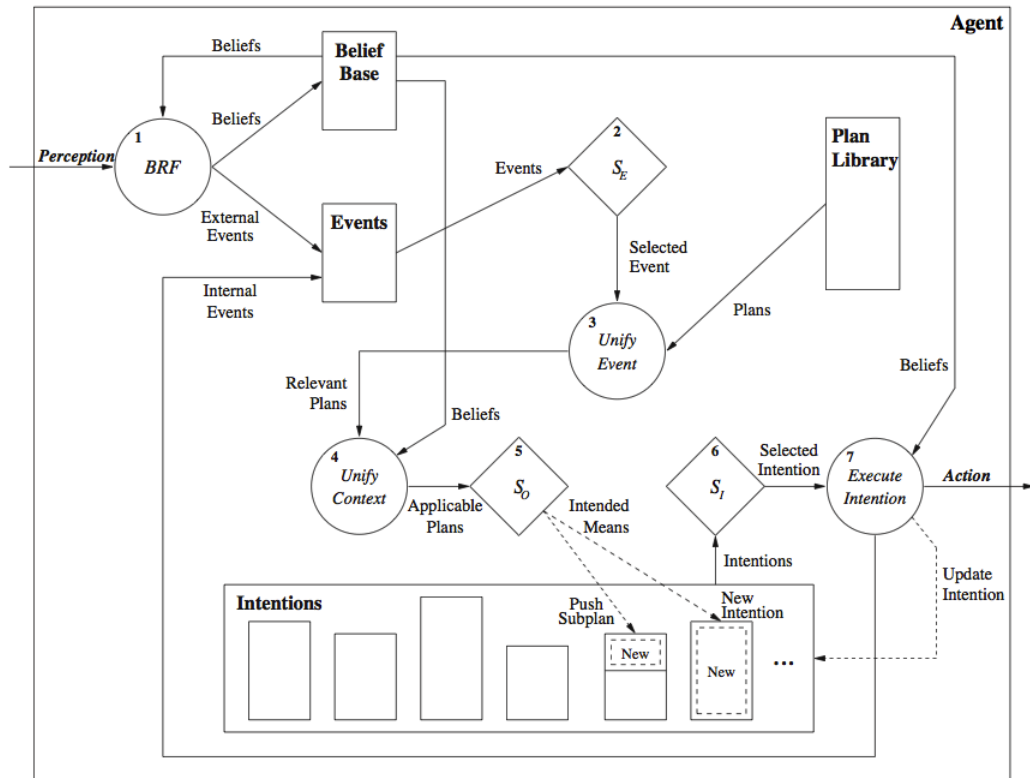 Agent
Beliefs
Belief
Base
Beliefs
1
BRF
Perception
2
S_E
Plan
Library
Events
External
Events
Events
Selected
Event
Internal
Events
3
Unify
Event
Plans
Relevant
Plans
Beliefs
Beliefs
4
Unify
Context
Applicable
Plans
5
S_O
Intended
Means
6
S_I
Selected
Intention
7
Execute
Intention
Action
Intentions
Update
Intention
Intentions
Push
Subplan
New
Intention
New
New
...